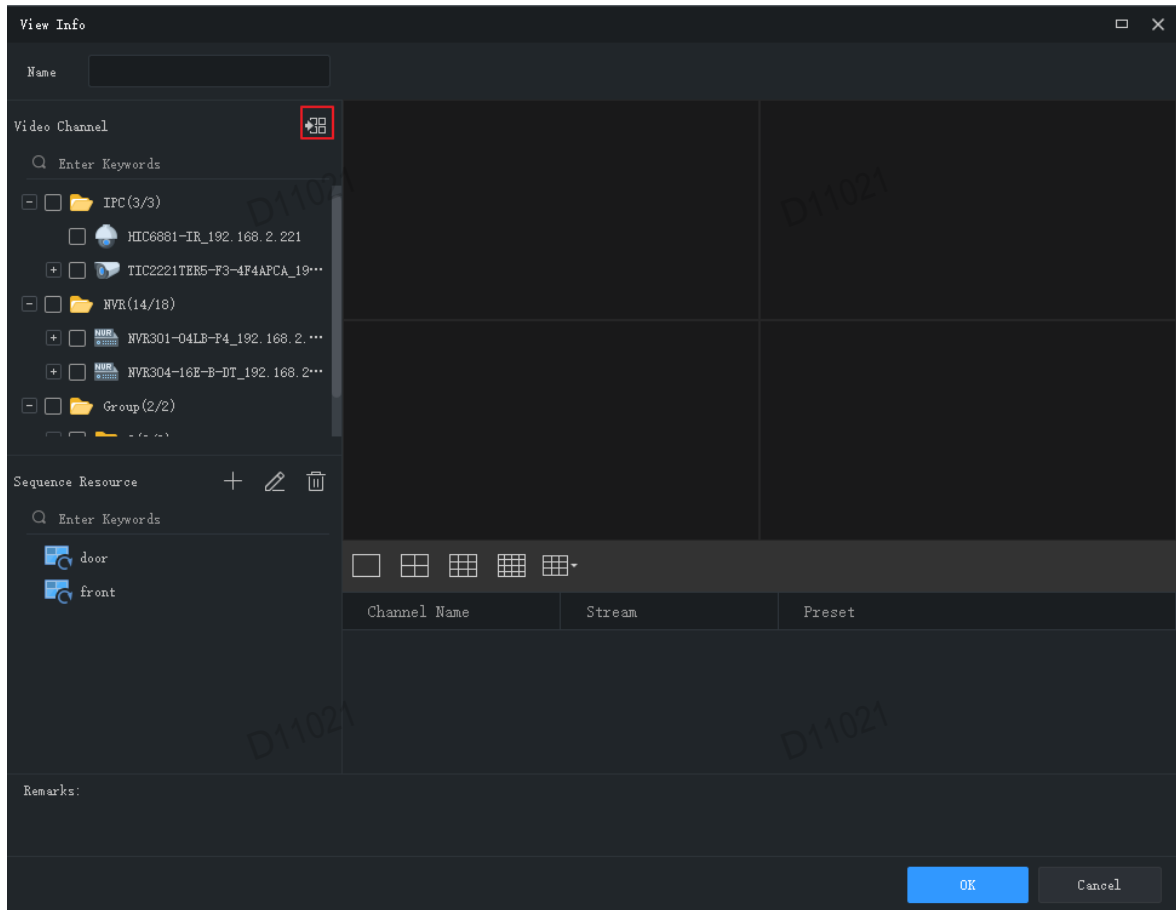 View Info
Name
Video Channel
Enter Keywords
IPC(3/3)
HIC6881-IR_192.168.2.221
TIC2221TER5-F3-4F4APCA_19···
NVR(14/18)
NVR301-04LB-P4_192.168.2.···
NVR304-16E-B-DT_192.168.2···
Group(2/2)
Sequence Resource
Enter Keywords
door
front
Channel Name Stream Preset
Remarks:
OK Cancel
D11021
D11021
D11021
D11021